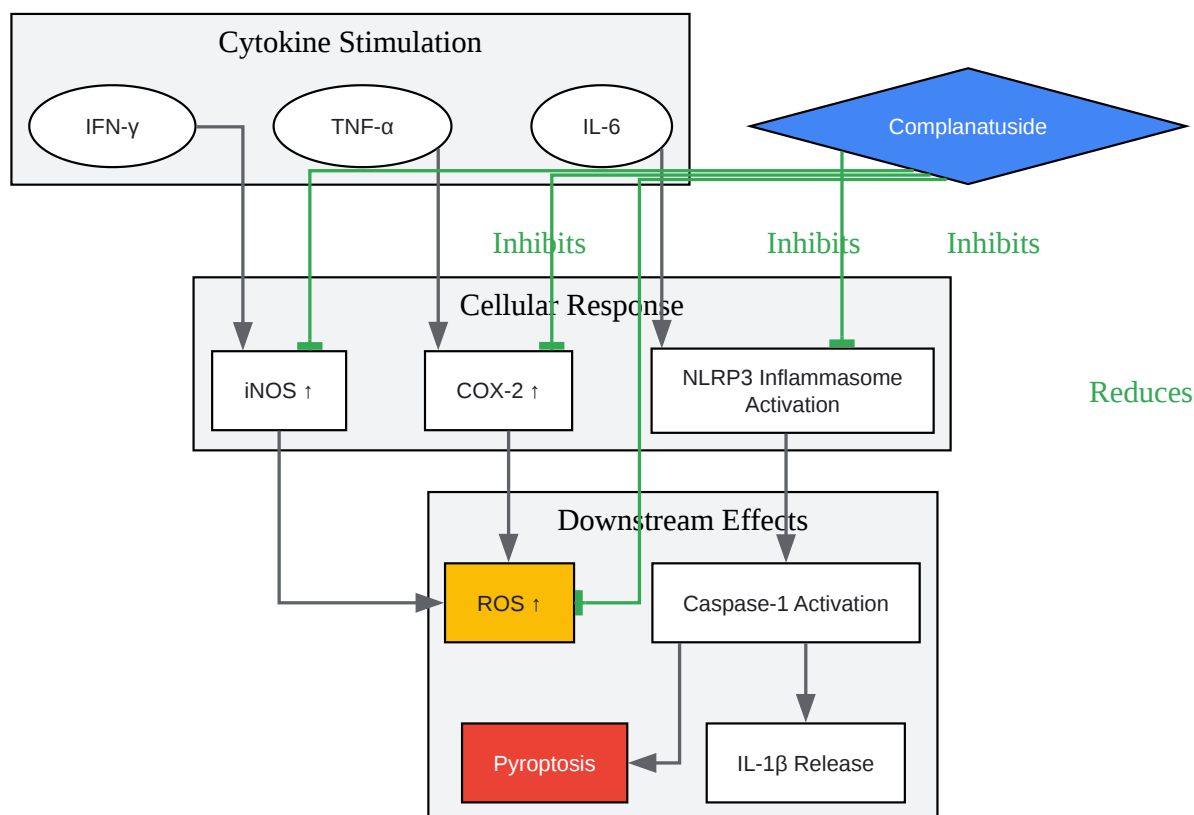 Cytokine Stimulation
IFN-γ
TNF-α
IL-6
Complanatuside
Inhibits
Inhibits
Inhibits
Cellular Response
iNOS ↑
COX-2 ↑
NLRP3 Inflammasome
Activation
Reduces
Downstream Effects
ROS ↑
Caspase-1 Activation
Pyroptosis
IL-1β Release